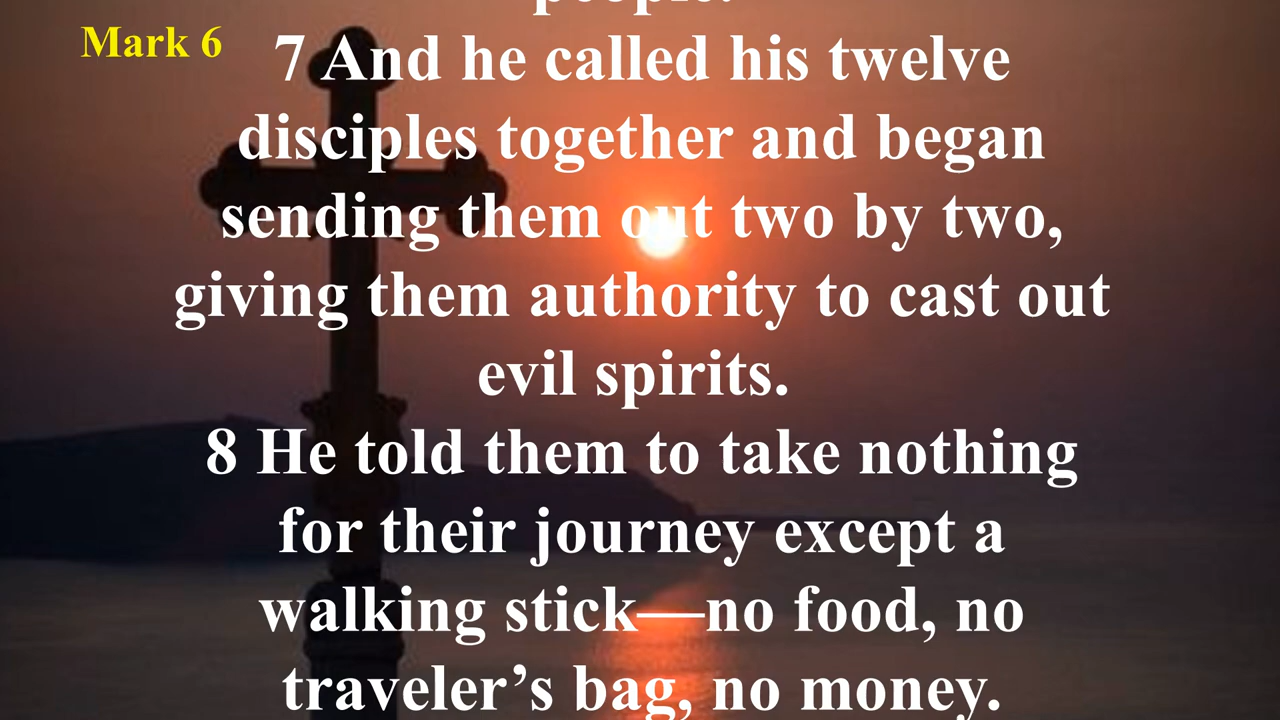 people.
Mark 6
7 And he called his twelve
disciples together and began
sending them out two by two,
giving them authority to cast out
evil spirits.
8 He told them to take nothing
for their journey except a
walking stick—no food, no
traveler’s bag, no money.